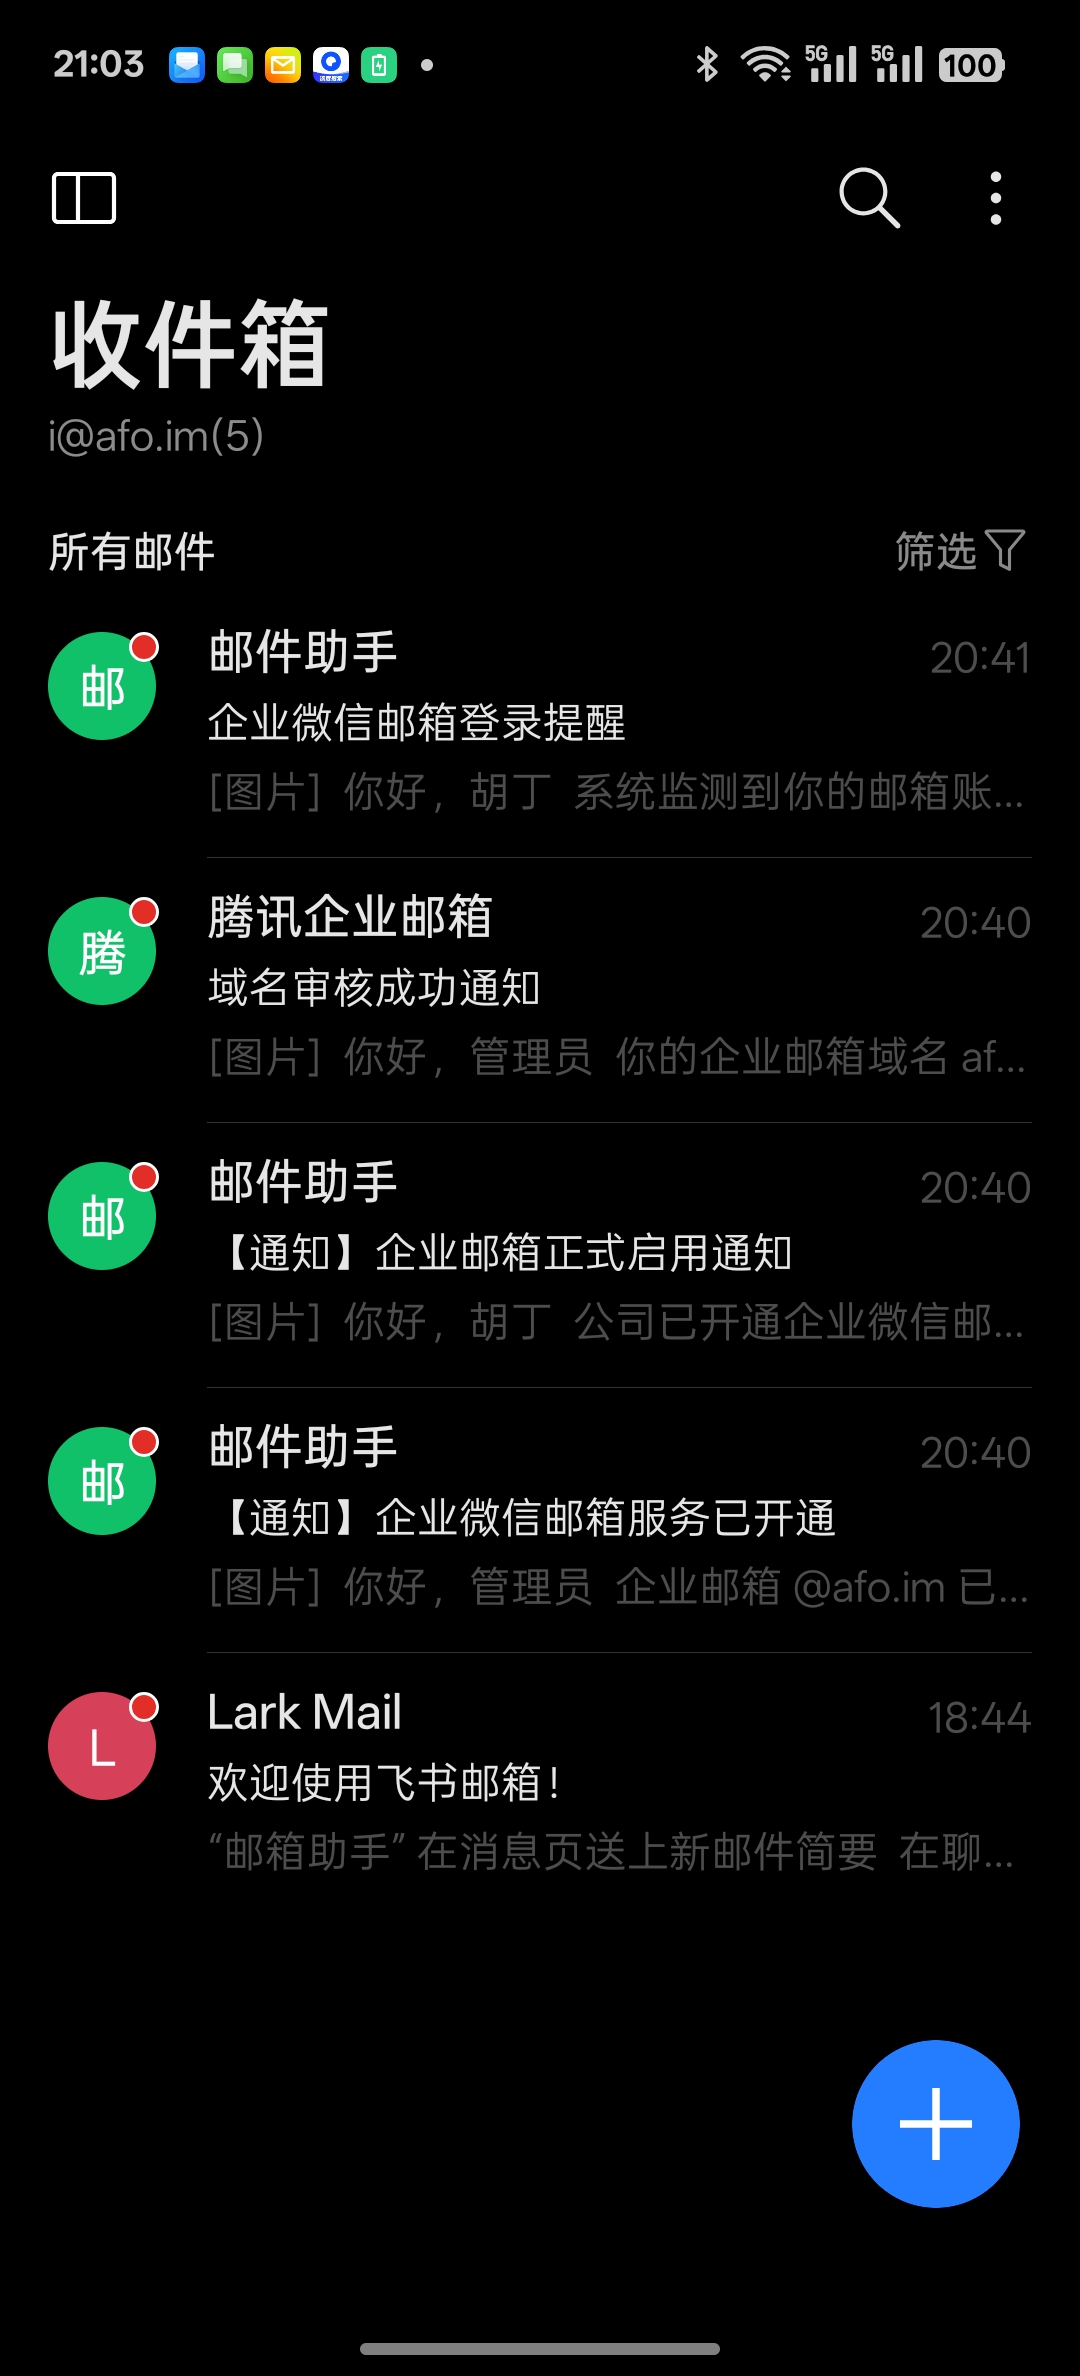 21:03
5G 5G 100
收件箱
i@afo.im(5)
所有邮件 筛选
邮 邮件助手 20:41
企业微信邮箱登录提醒
[图片] 你好，胡丁 系统监测到你的邮箱账...
腾 腾讯企业邮箱 20:40
域名审核成功通知
[图片] 你好，管理员 你的企业邮箱域名 af...
邮 邮件助手 20:40
【通知】企业邮箱正式启用通知
[图片] 你好，胡丁 公司已开通企业微信邮...
邮 邮件助手 20:40
【通知】企业微信邮箱服务已开通
[图片] 你好，管理员 企业邮箱 @afo.im 已...
L Lark Mail 18:44
欢迎使用飞书邮箱！
“邮箱助手” 在消息页送上新邮件简要 在聊...